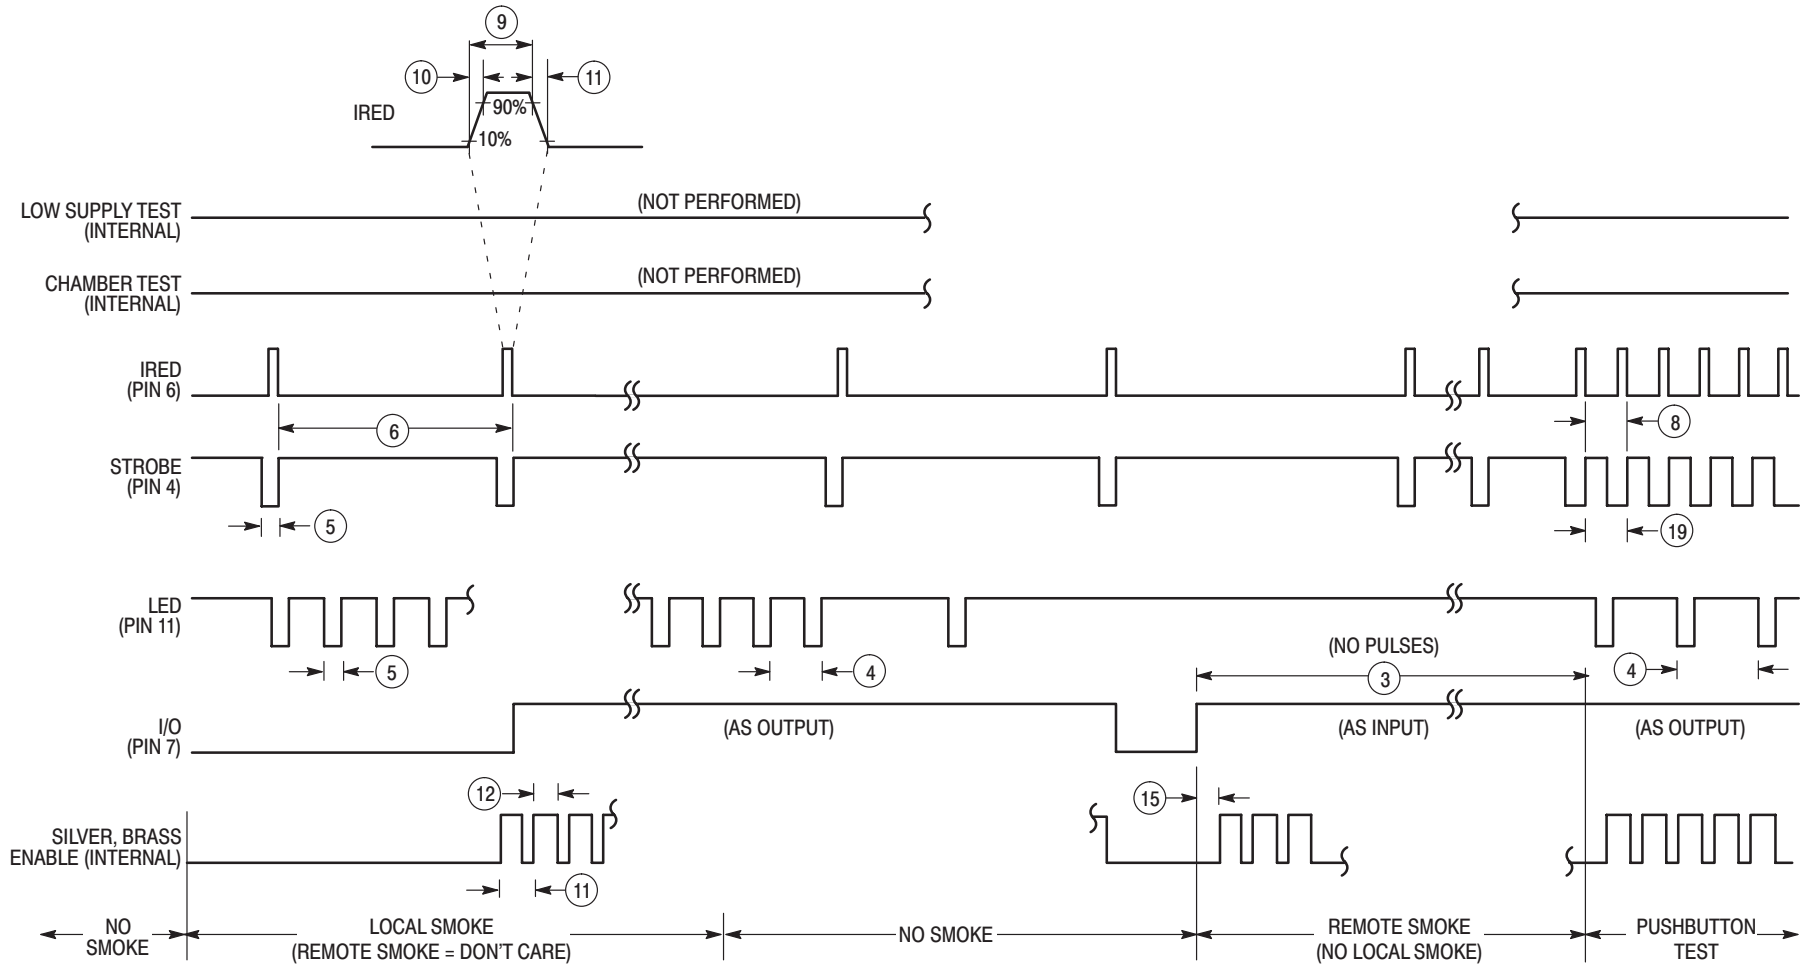 9
10
11
IRED
90%
10%
LOW SUPPLY TEST
(INTERNAL)
(NOT PERFORMED)
CHAMBER TEST
(INTERNAL)
(NOT PERFORMED)
IRED
(PIN 6)
6
8
STROBE
(PIN 4)
5
19
LED
(PIN 11)
5
4
(NO PULSES)
3
4
I/O
(PIN 7)
(AS OUTPUT)
(AS INPUT)
(AS OUTPUT)
12
15
SILVER, BRASS
ENABLE (INTERNAL)
11
NO
SMOKE
LOCAL SMOKE
(REMOTE SMOKE = DON'T CARE)
NO SMOKE
REMOTE SMOKE
(NO LOCAL SMOKE)
PUSHBUTTON
TEST